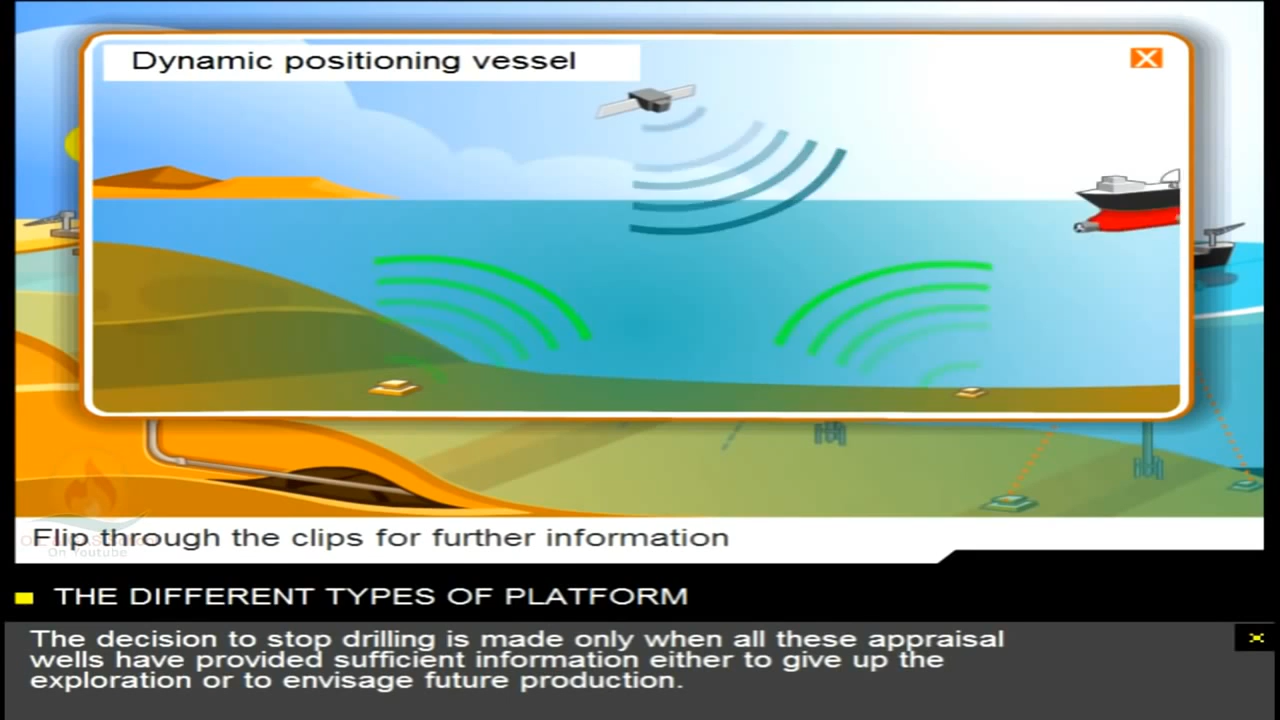 Dynamic positioning vessel
Flip through the clips for further information
On Youtube
THE DIFFERENT TYPES OF PLATFORM
The decision to stop drilling is made only when all these appraisal
wells have provided sufficient information either to give up the
exploration or to envisage future production.